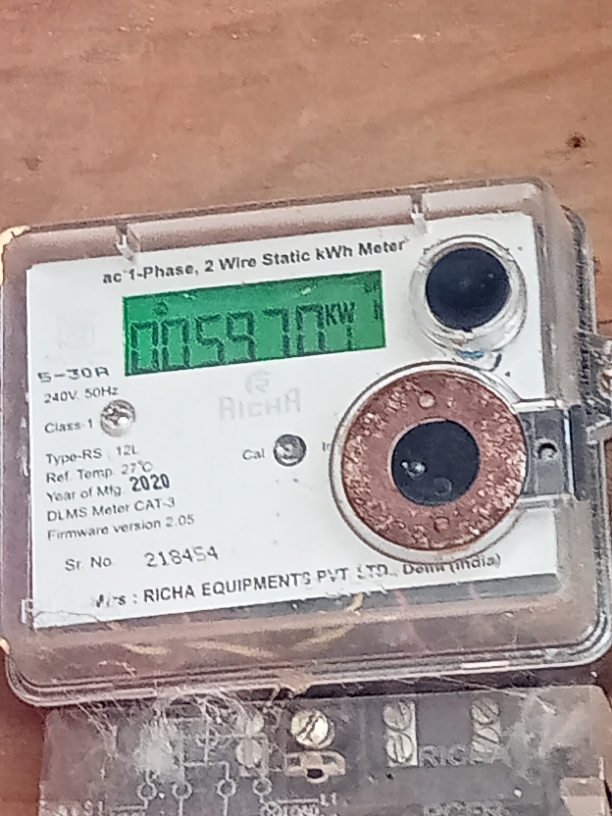 ac 1-Phase, 2 Wire Static kWh Meter
005970 KW h
5-30A
240V, 50Hz
RICHA
Class-1
Cal
Type-RS : 12L
Ref. Temp. 27°C
Year of Mfg. 2020
DLMS Meter CAT-3
Firmware version 2.05
Sr. No. 218454
Mfrs : RICHA EQUIPMENTS PVT. LTD., Delhi (India)
RICHA